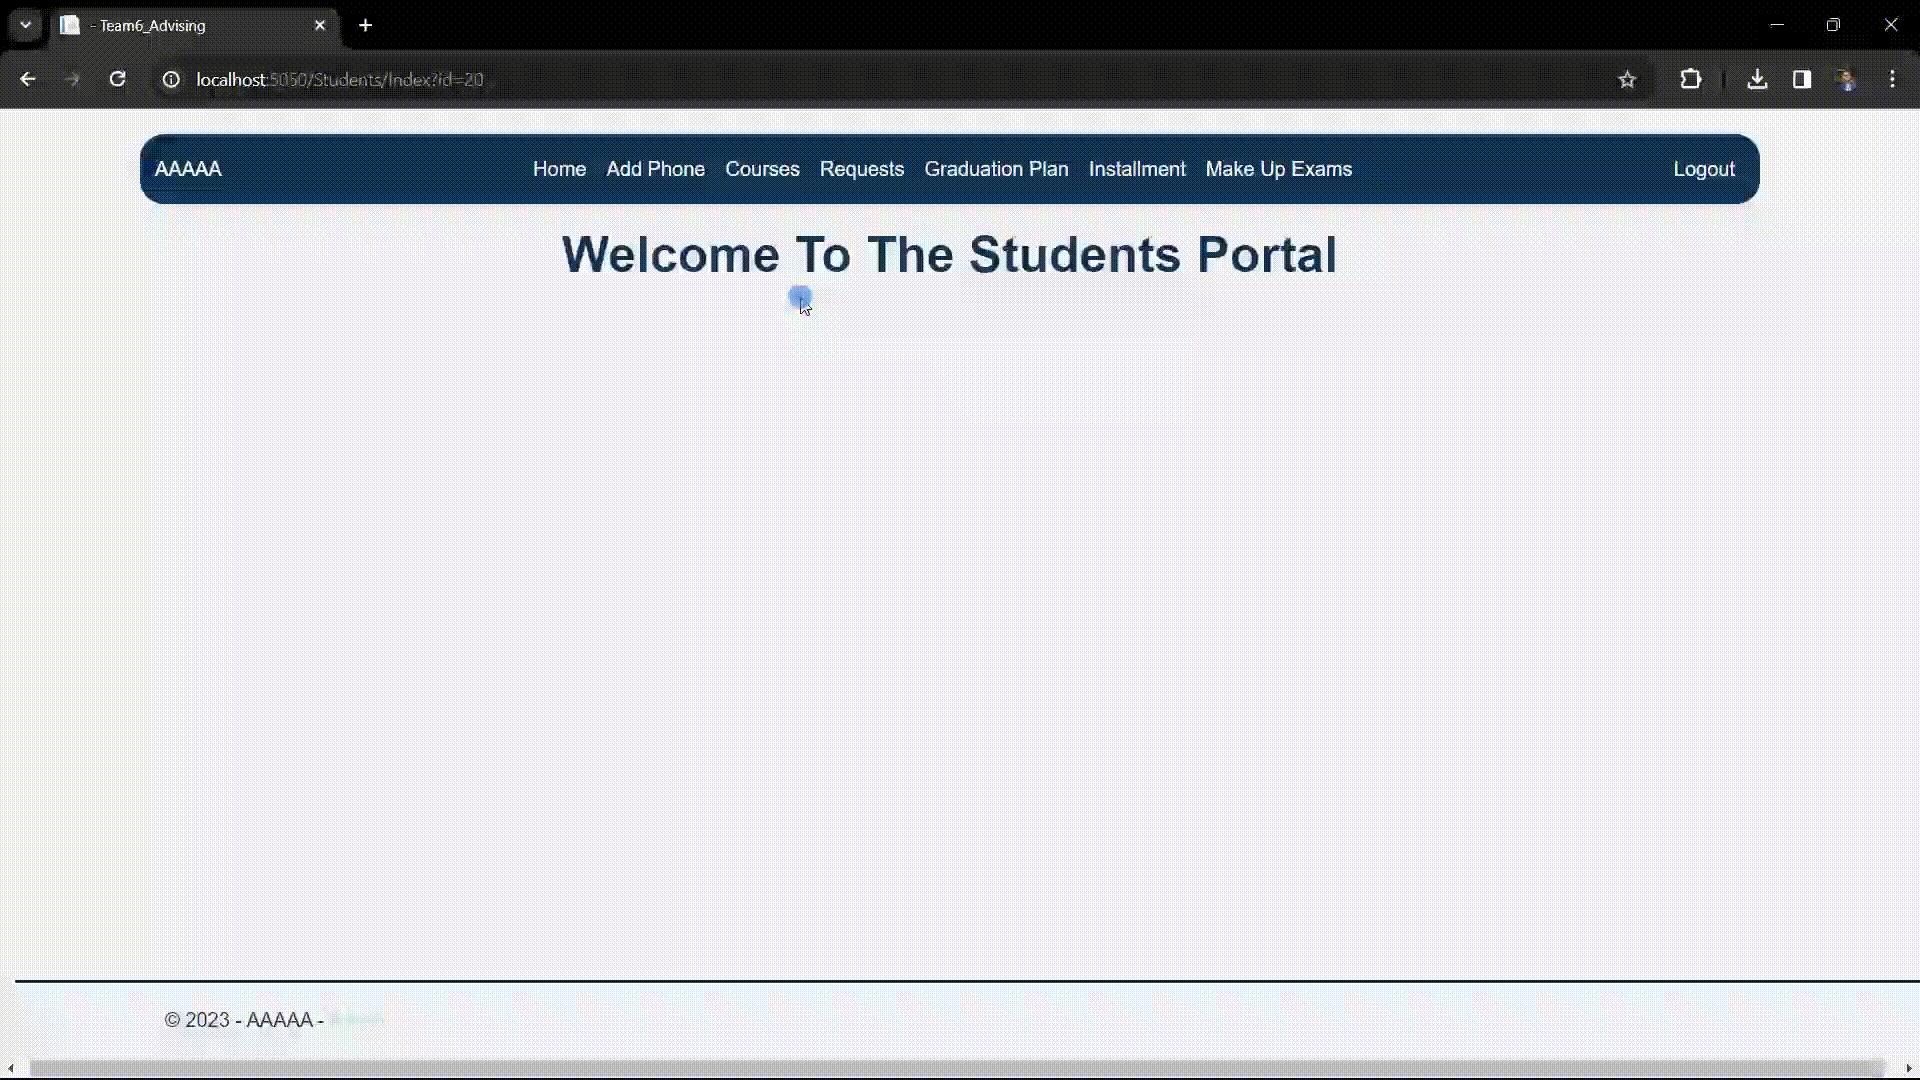 - Team6_Advising
localhost:5050/Students/Index?id=20
AAAAA Home Add Phone Courses Requests Graduation Plan Installment Make Up Exams Logout
Welcome To The Students Portal
© 2023 - AAAAA -